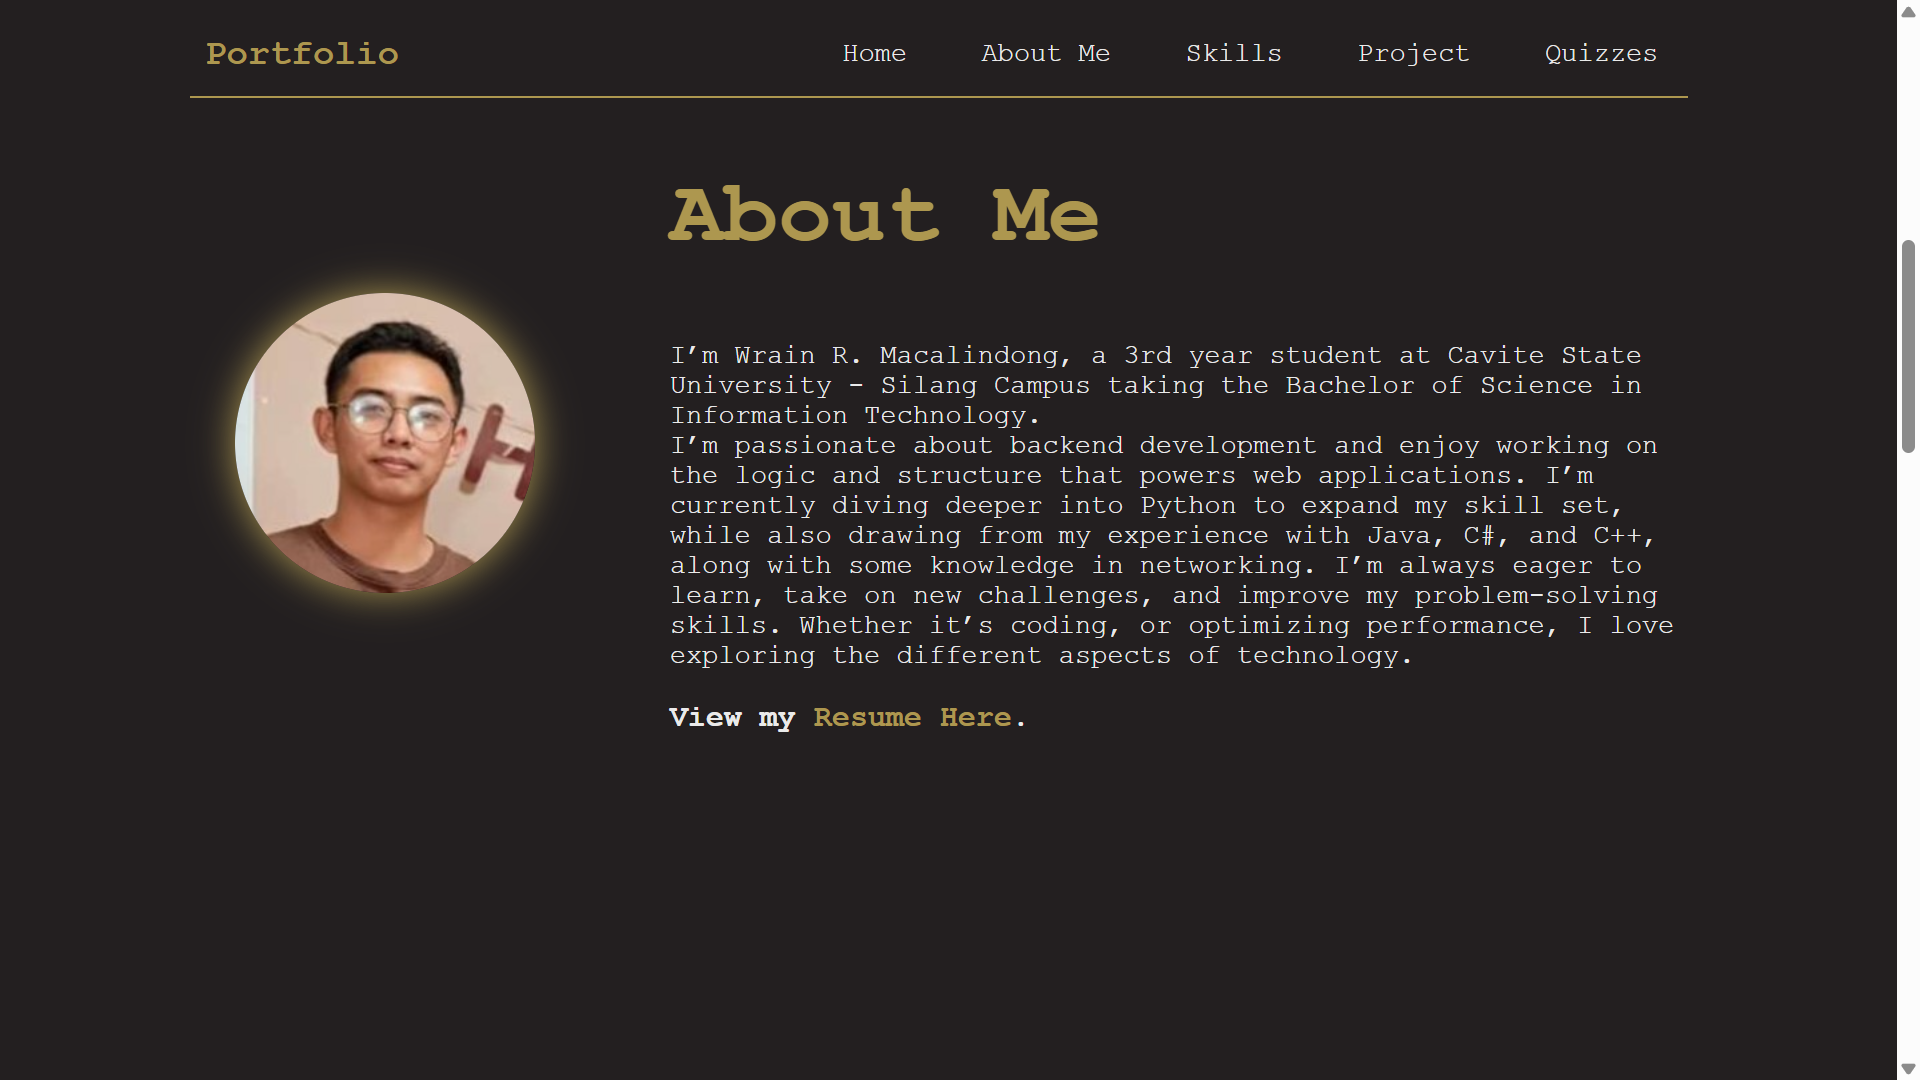 Portfolio
Home About Me Skills Project Quizzes
About Me
I’m Wrain R. Macalindong, a 3rd year student at Cavite State
University - Silang Campus taking the Bachelor of Science in
Information Technology.
I’m passionate about backend development and enjoy working on
the logic and structure that powers web applications. I’m
currently diving deeper into Python to expand my skill set,
while also drawing from my experience with Java, C#, and C++,
along with some knowledge in networking. I’m always eager to
learn, take on new challenges, and improve my problem-solving
skills. Whether it’s coding, or optimizing performance, I love
exploring the different aspects of technology.
View my Resume Here.